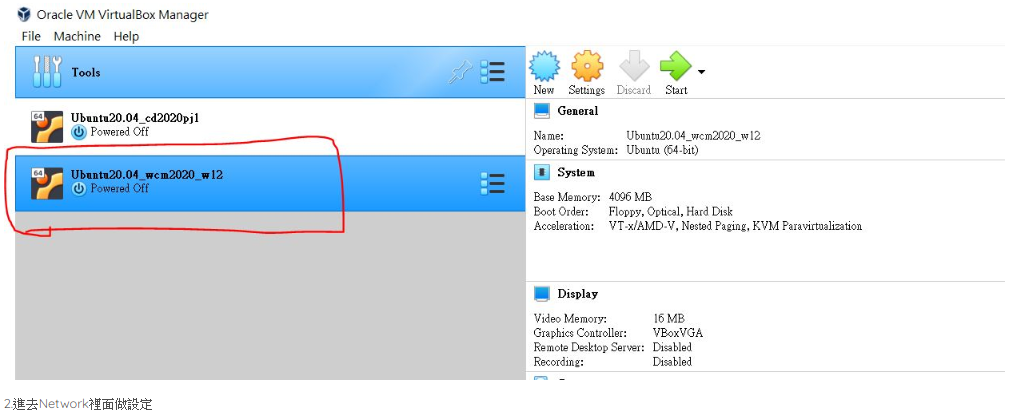 Oracle VM VirtualBox Manager
File Machine Help
Tools
New Settings Discard Start
64 Ubuntu20.04_cd2020pj1
Powered Off
64 Ubuntu20.04_wcm2020_w12
Powered Off
General
Name: Ubuntu20.04_wcm2020_w12
Operating System: Ubuntu (64-bit)
System
Base Memory: 4096 MB
Boot Order: Floppy, Optical, Hard Disk
Acceleration: VT-x/AMD-V, Nested Paging, KVM Paravirtualization
Display
Video Memory: 16 MB
Graphics Controller: VBoxVGA
Remote Desktop Server: Disabled
Recording: Disabled
2.進去Network裡面做設定